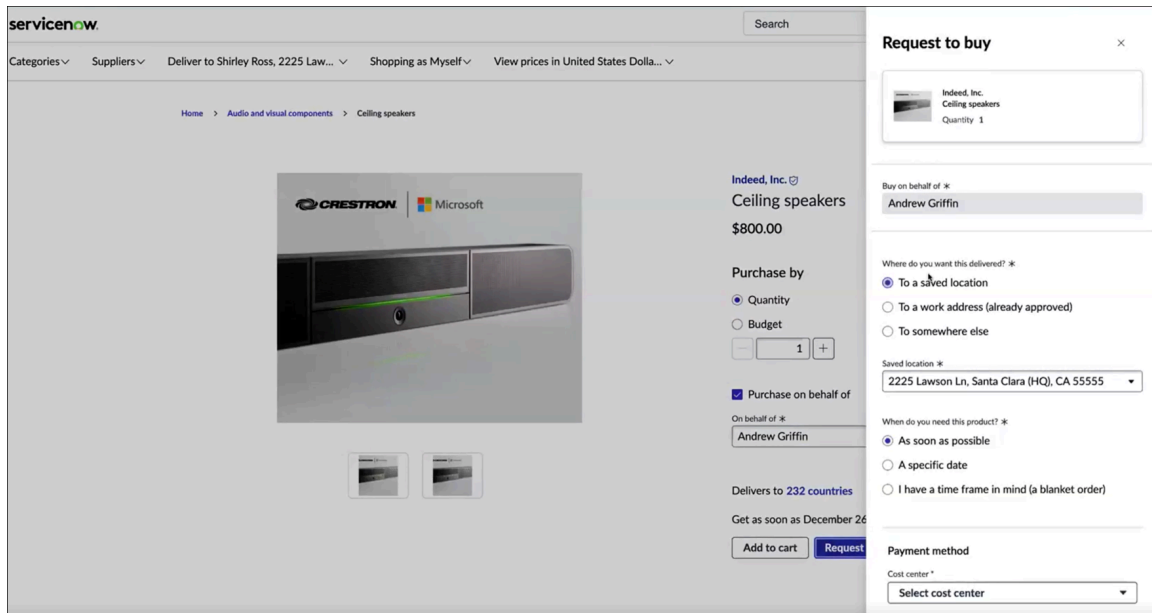 servicenow.
Search
Categories
Suppliers
Deliver to Shirley Ross, 2225 Law...
Shopping as Myself
View prices in United States Dolla...
Home > Audio and visual components > Ceiling speakers
CRESTRON | Microsoft
Indeed, Inc.
Ceiling speakers
$800.00
Purchase by
Quantity
Budget
1
Purchase on behalf of
On behalf of *
Andrew Griffin
Delivers to 232 countries
Get as soon as December 26
Add to cart
Request
Request to buy
Indeed, Inc.
Ceiling speakers
Quantity 1
Buy on behalf of *
Andrew Griffin
Where do you want this delivered? *
To a saved location
To a work address (already approved)
To somewhere else
Saved location *
2225 Lawson Ln, Santa Clara (HQ), CA 55555
When do you need this product? *
As soon as possible
A specific date
I have a time frame in mind (a blanket order)
Payment method
Cost center *
Select cost center